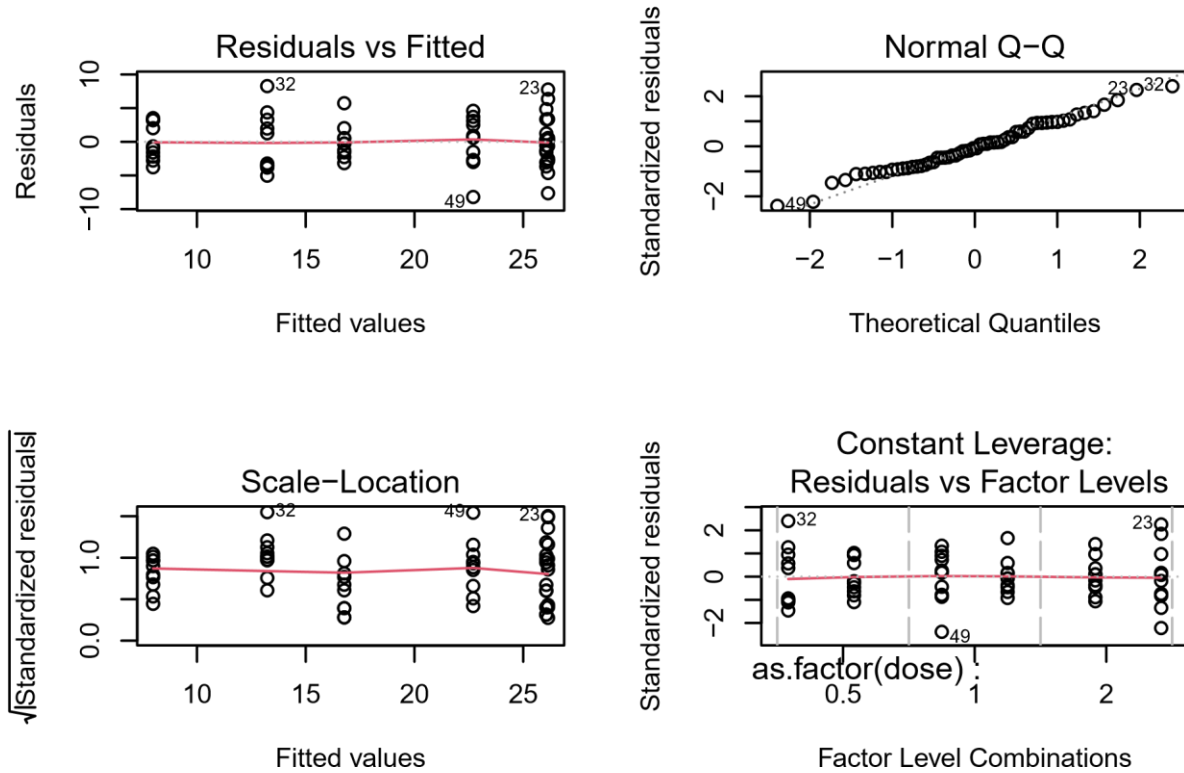 Residuals vs Fitted
Residuals
10
0
−10
32
23
49
10 15 20 25
Fitted values
Normal Q−Q
Standardized residuals
2
0
−2
23 32
49
−2 −1 0 1 2
Theoretical Quantiles
Scale−Location
√|Standardized residuals|
1.0
0.0
32
49
23
10 15 20 25
Fitted values
Constant Leverage:
Residuals vs Factor Levels
Standardized residuals
2
0
−2
32
23
49
as.factor(dose) :
0.5 1 2
Factor Level Combinations